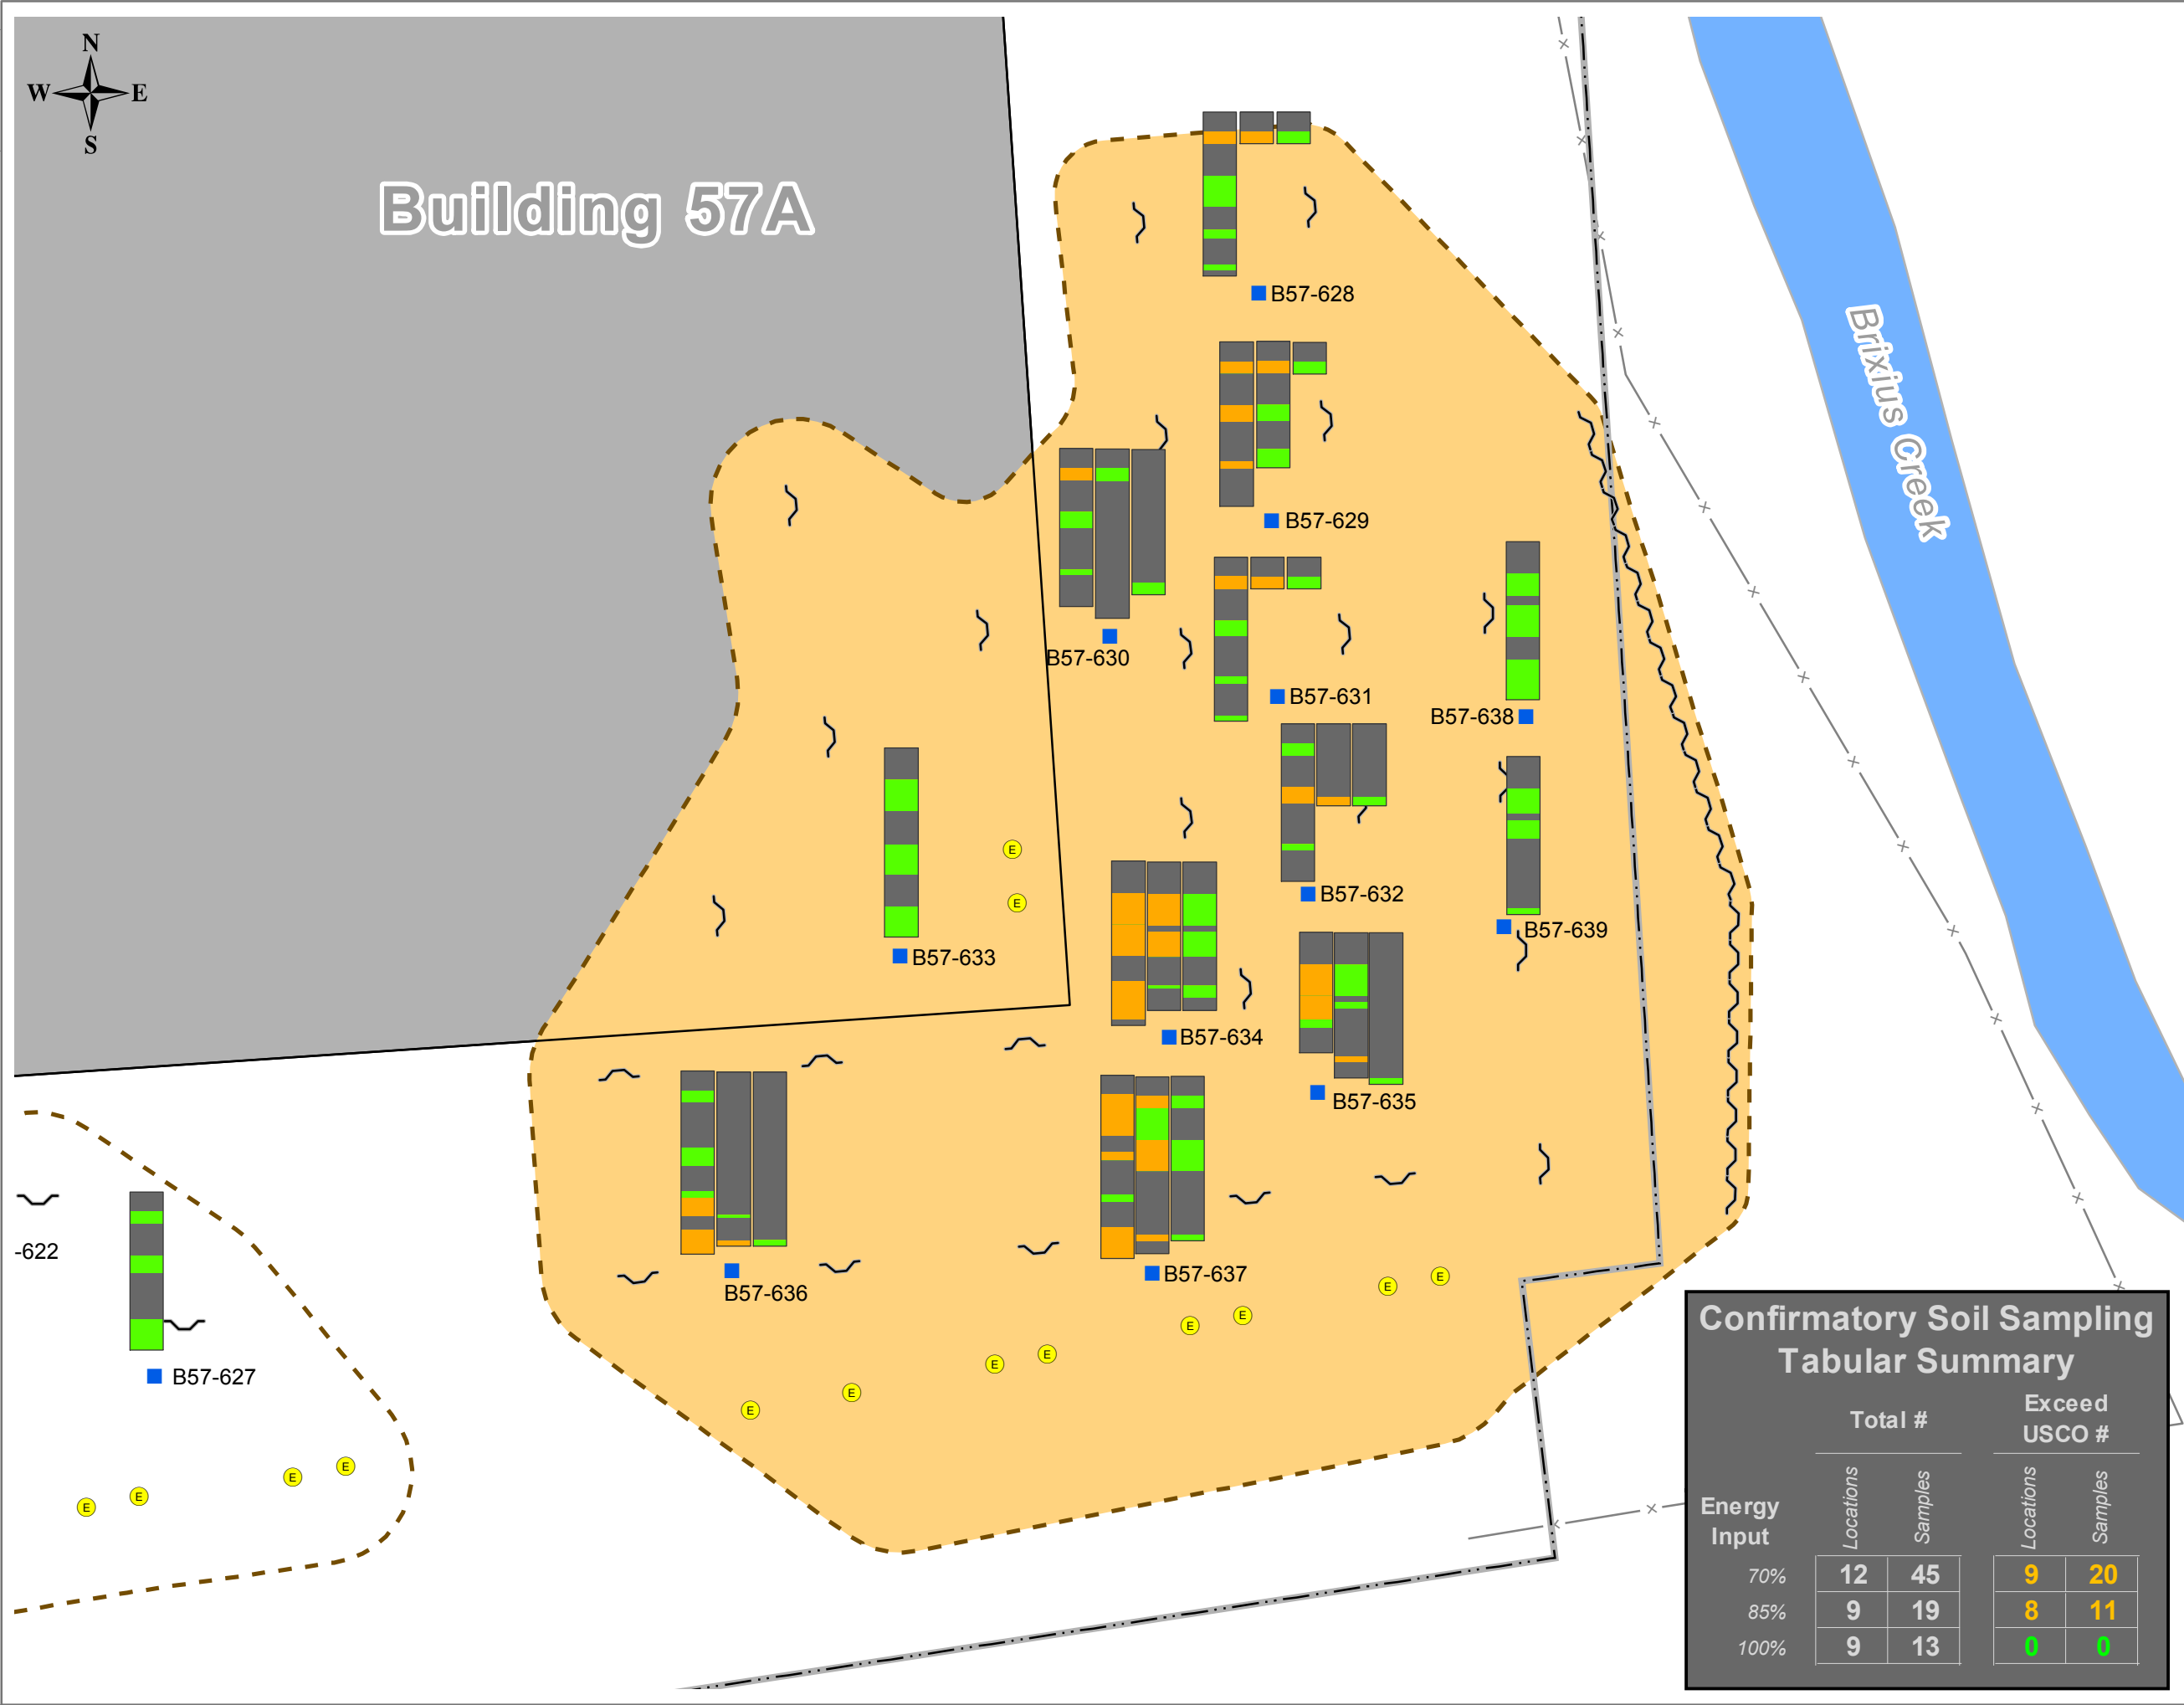 N
W E
S
Building 57A
Brixius Creek
B57-628
B57-629
B57-630
B57-631
B57-638
B57-632
B57-639
B57-633
E
E
B57-634
B57-635
-622
B57-636
B57-637
B57-627
E
E
E
E
E
E
E
E
E
E
E
E
Confirmatory Soil Sampling
Tabular Summary
Total #
Exceed
USCO #
Energy
Input
Locations
Samples
Locations
Samples
70% 12 45 9 20
85% 9 19 8 11
100% 9 13 0 0